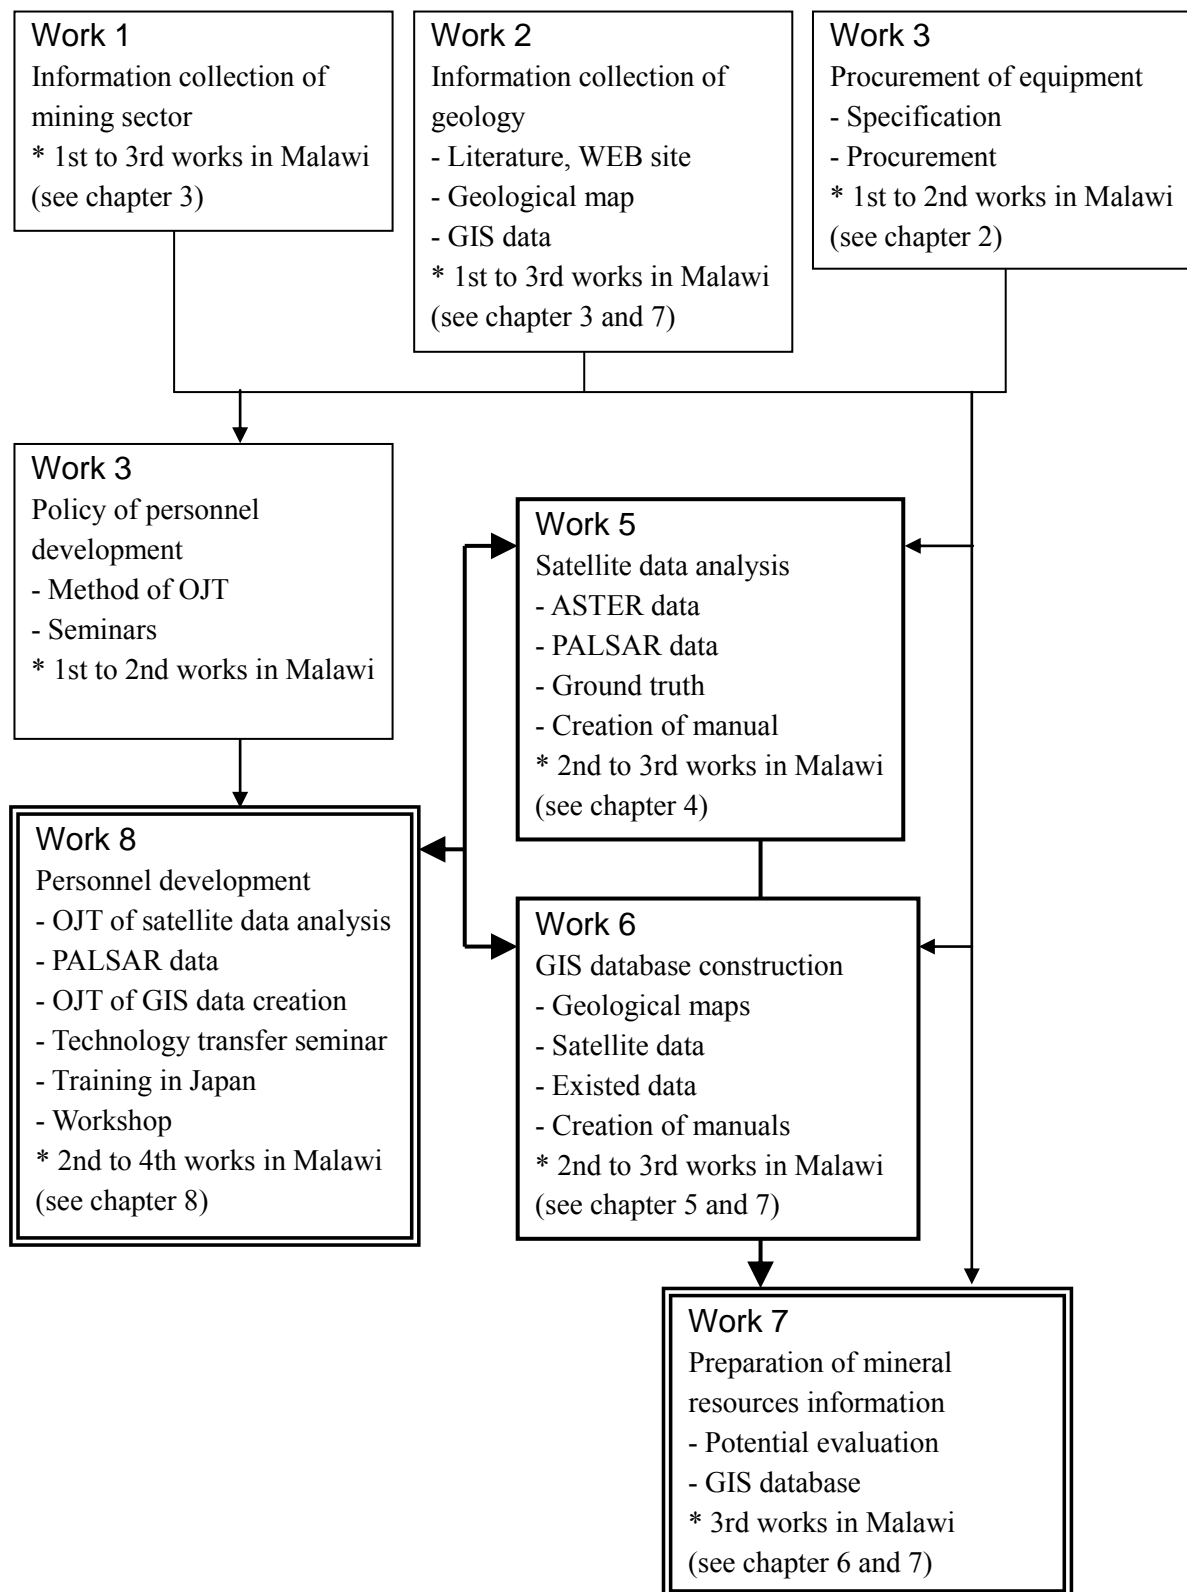 Work 1
Information collection of
mining sector
* 1st to 3rd works in Malawi
(see chapter 3)
Work 2
Information collection of
geology
- Literature, WEB site
- Geological map
- GIS data
* 1st to 3rd works in Malawi
(see chapter 3 and 7)
Work 3
Procurement of equipment
- Specification
- Procurement
* 1st to 2nd works in Malawi
(see chapter 2)
Work 3
Policy of personnel
development
- Method of OJT
- Seminars
* 1st to 2nd works in Malawi
Work 5
Satellite data analysis
- ASTER data
- PALSAR data
- Ground truth
- Creation of manual
* 2nd to 3rd works in Malawi
(see chapter 4)
Work 8
Personnel development
- OJT of satellite data analysis
- PALSAR data
- OJT of GIS data creation
- Technology transfer seminar
- Training in Japan
- Workshop
* 2nd to 4th works in Malawi
(see chapter 8)
Work 6
GIS database construction
- Geological maps
- Satellite data
- Existed data
- Creation of manuals
* 2nd to 3rd works in Malawi
(see chapter 5 and 7)
Work 7
Preparation of mineral
resources information
- Potential evaluation
- GIS database
* 3rd works in Malawi
(see chapter 6 and 7)